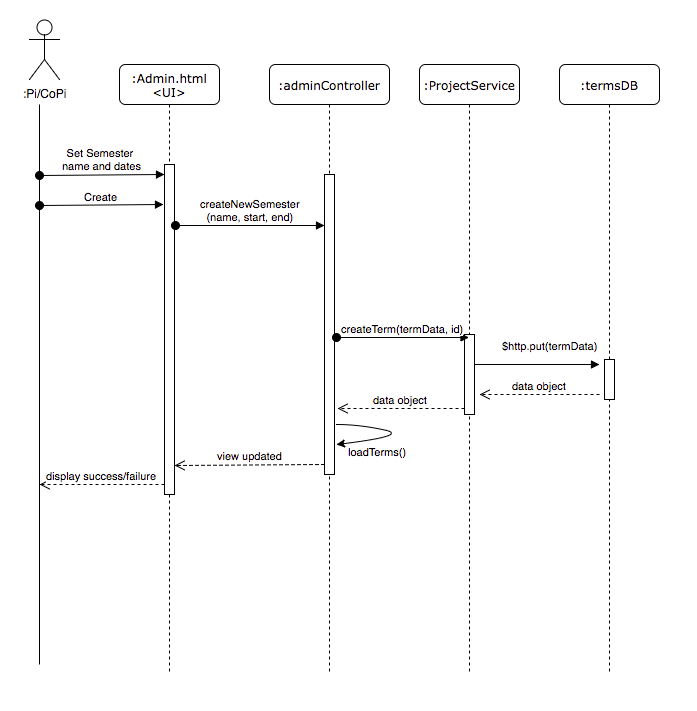 :Pi/CoPi
:Admin.html
<UI>
:adminController
:ProjectService
:termsDB
Set Semester
name and dates
Create
createNewSemester
(name, start, end)
createTerm(termData, id)
$http.put(termData)
data object
data object
loadTerms()
view updated
display success/failure